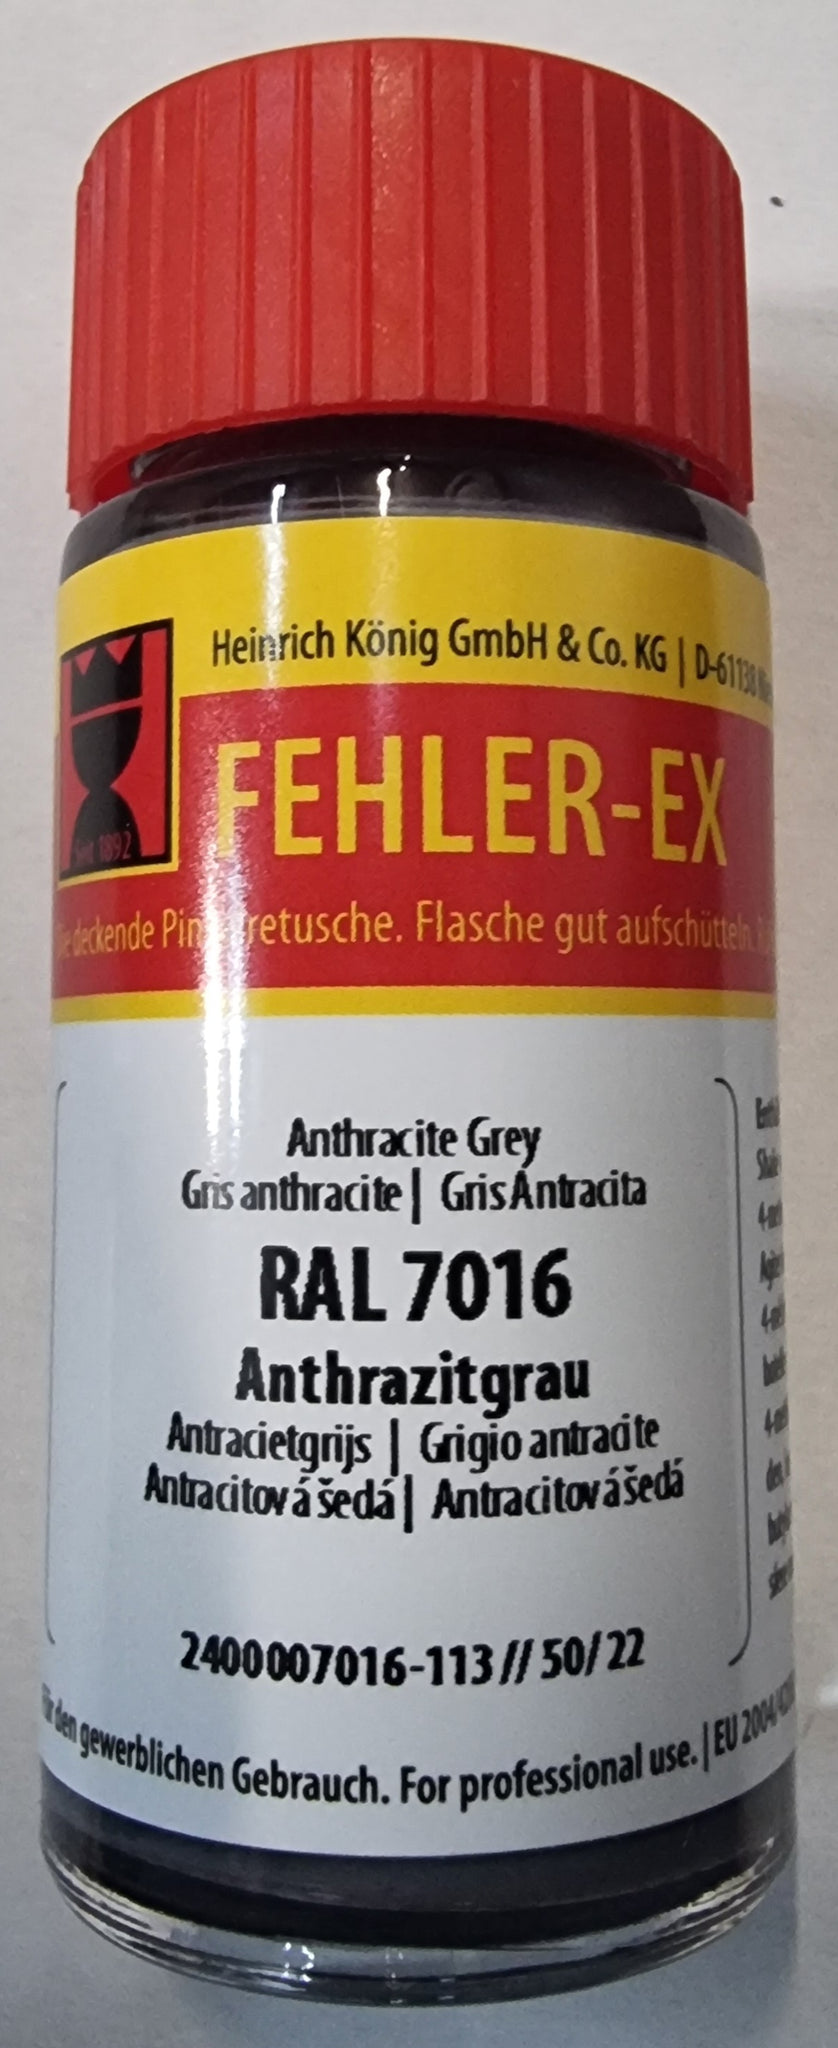 Heinrich König GmbH & Co. KG | D-61138
FEHLER-EX
Seit 1892
deckende retusche. Flasche gut aufschütteln.
Anthracite Grey
Gris anthracite | Gris Antracita
RAL 7016
Anthrazitgrau
Antracietgrijs | Grigio antracite
Antracitová šedá | Antracitová šedá
2400007016-113 // 50/22
für den gewerblichen Gebrauch. For professional use. | EU 2004/